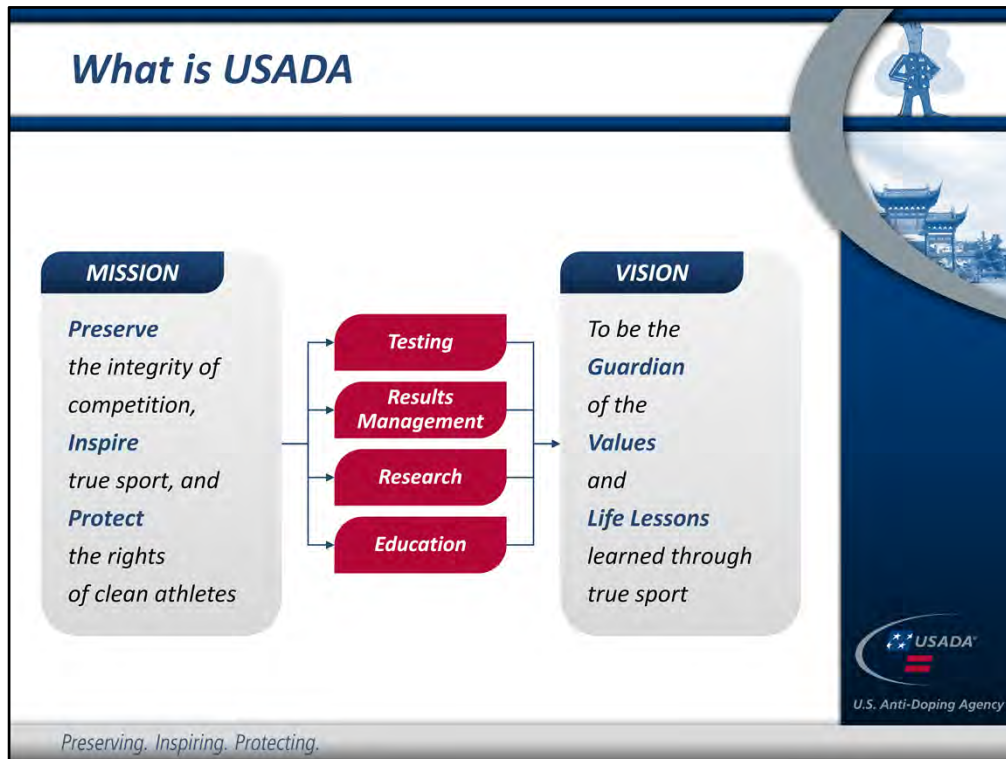 What is USADA
MISSION
Preserve
the integrity of
competition,
Inspire
true sport, and
Protect
the rights
of clean athletes
Testing
Results
Management
Research
Education
VISION
To be the
Guardian
of the
Values
and
Life Lessons
learned through
true sport
USADA
U.S. Anti-Doping Agency
Preserving. Inspiring. Protecting.